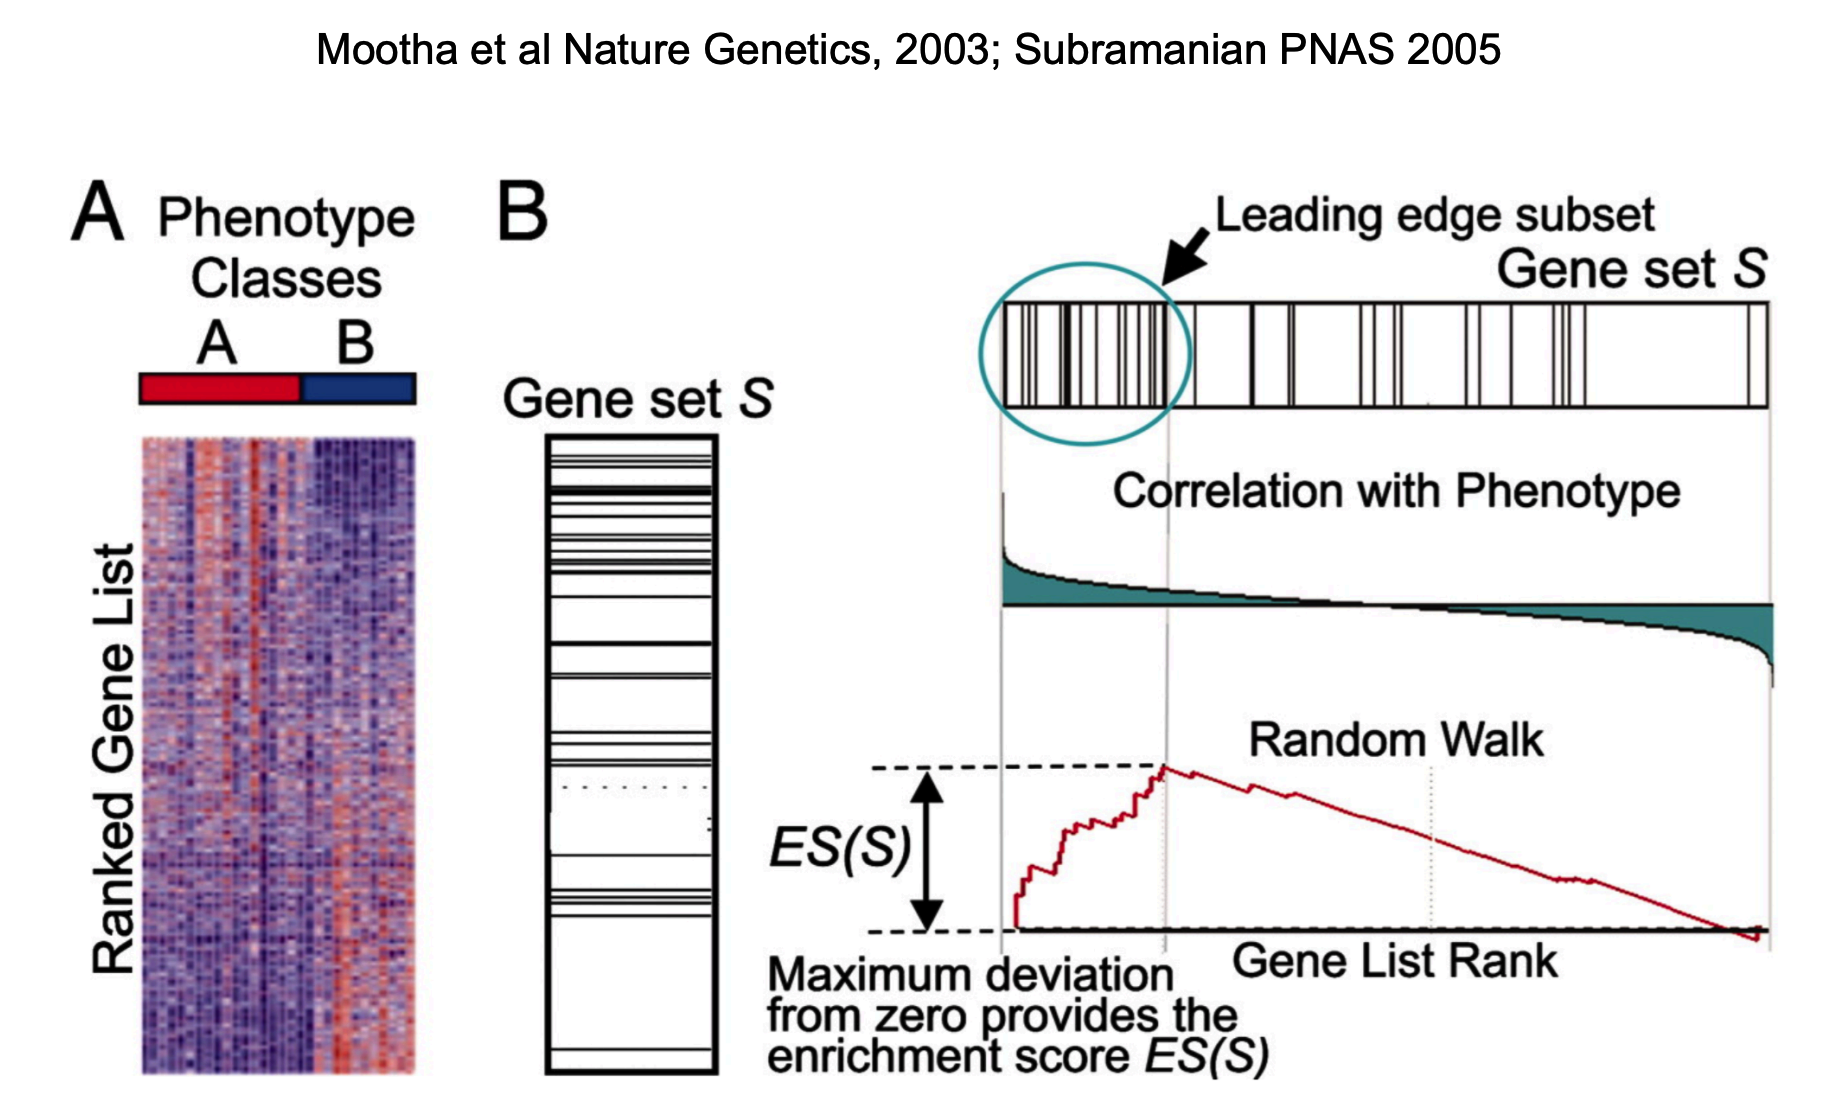 Mootha et al Nature Genetics, 2003; Subramanian PNAS 2005
A
Phenotype
Classes
A B
Ranked Gene List
B
Gene set S
Leading edge subset
Gene set S
Correlation with Phenotype
Random Walk
ES(S)
Gene List Rank
Maximum deviation
from zero provides the
enrichment score ES(S)